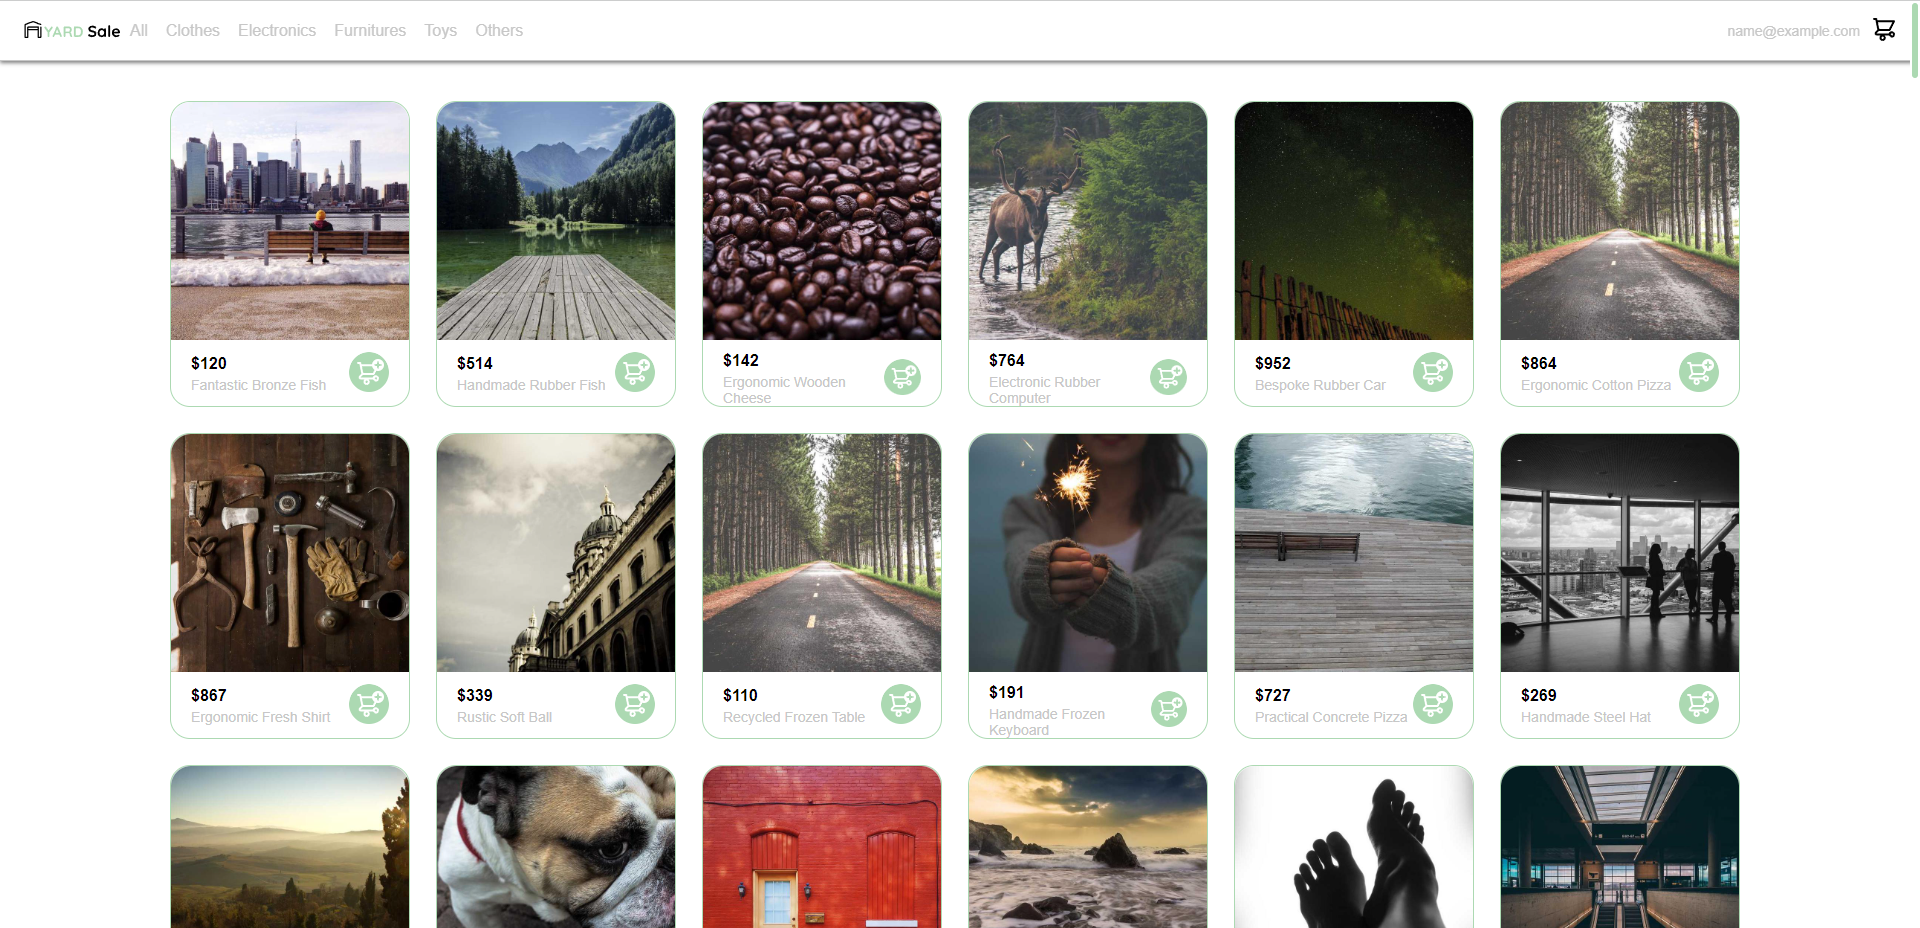 YARD Sale All Clothes Electronics Furnitures Toys Others name@example.com
$120
Fantastic Bronze Fish
$514
Handmade Rubber Fish
$142
Ergonomic Wooden
Cheese
$764
Electronic Rubber
Computer
$952
Bespoke Rubber Car
$864
Ergonomic Cotton Pizza
$867
Ergonomic Fresh Shirt
$339
Rustic Soft Ball
$110
Recycled Frozen Table
$191
Handmade Frozen
Keyboard
$727
Practical Concrete Pizza
$269
Handmade Steel Hat